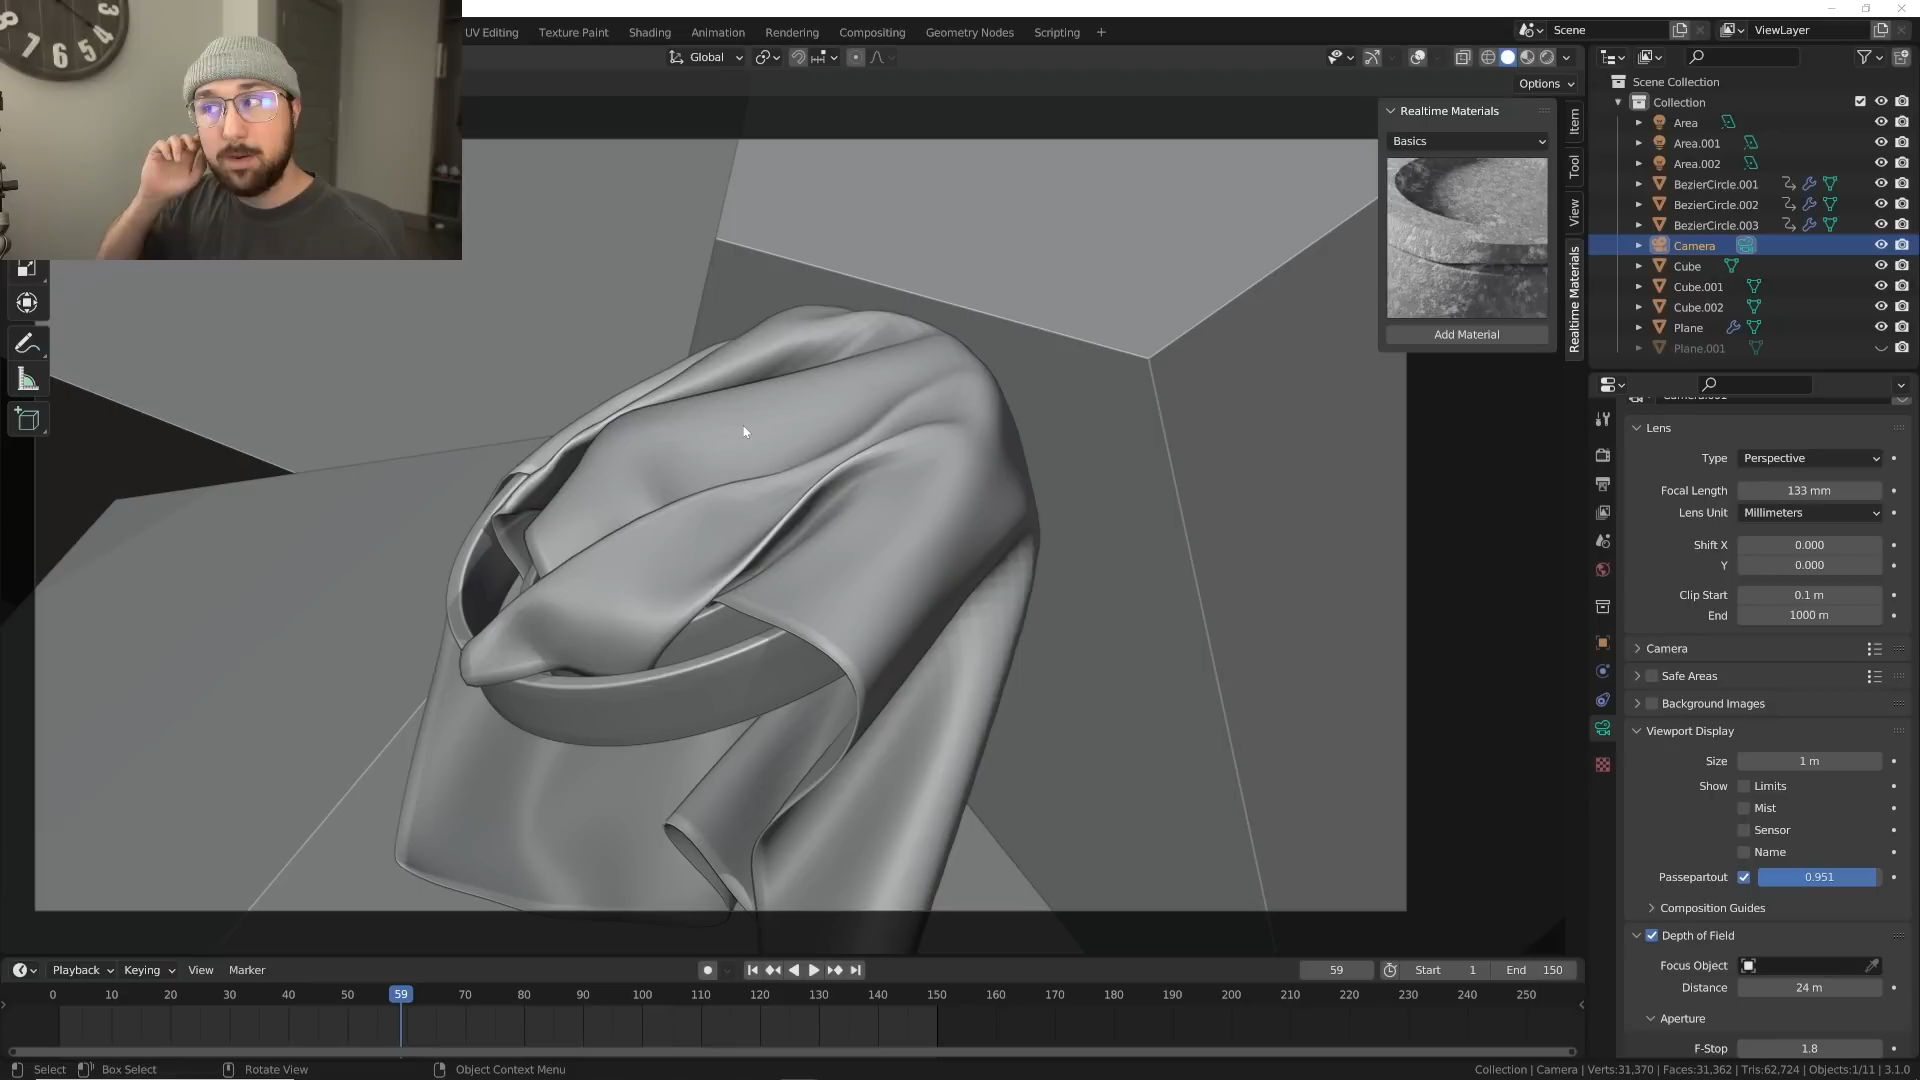 UV Editing Texture Paint Shading Animation Rendering Compositing Geometry Nodes Scripting +
Scene
ViewLayer
Global
Options
Realtime Materials
Basics
Add Material
Item
Tool
View
Realtime Materials
Scene Collection
Collection
Area
Area.001
Area.002
BezierCircle.001
BezierCircle.002
BezierCircle.003
Camera
Cube
Cube.001
Cube.002
Plane
Plane.001
Lens
Type Perspective
Focal Length 133 mm
Lens Unit Millimeters
Shift X 0.000
Y 0.000
Clip Start 0.1 m
End 1000 m
Camera
Safe Areas
Background Images
Viewport Display
Size 1 m
Show Limits
Mist
Sensor
Name
Passepartout 0.951
Composition Guides
Depth of Field
Focus Object
Distance 24 m
Aperture
F-Stop 1.8
8 7 6 5 4 3
Playback Keying View Marker
59 Start 1 End 150
0 10 20 30 40 50 59 70 80 90 100 110 120 130 140 150 160 170 180 190 200 210 220 230 240 250
Select Box Select Rotate View Object Context Menu
Collection | Camera | Verts:31,370 | Faces:31,362 | Tris:62,724 | Objects:1/11 | 3.1.0